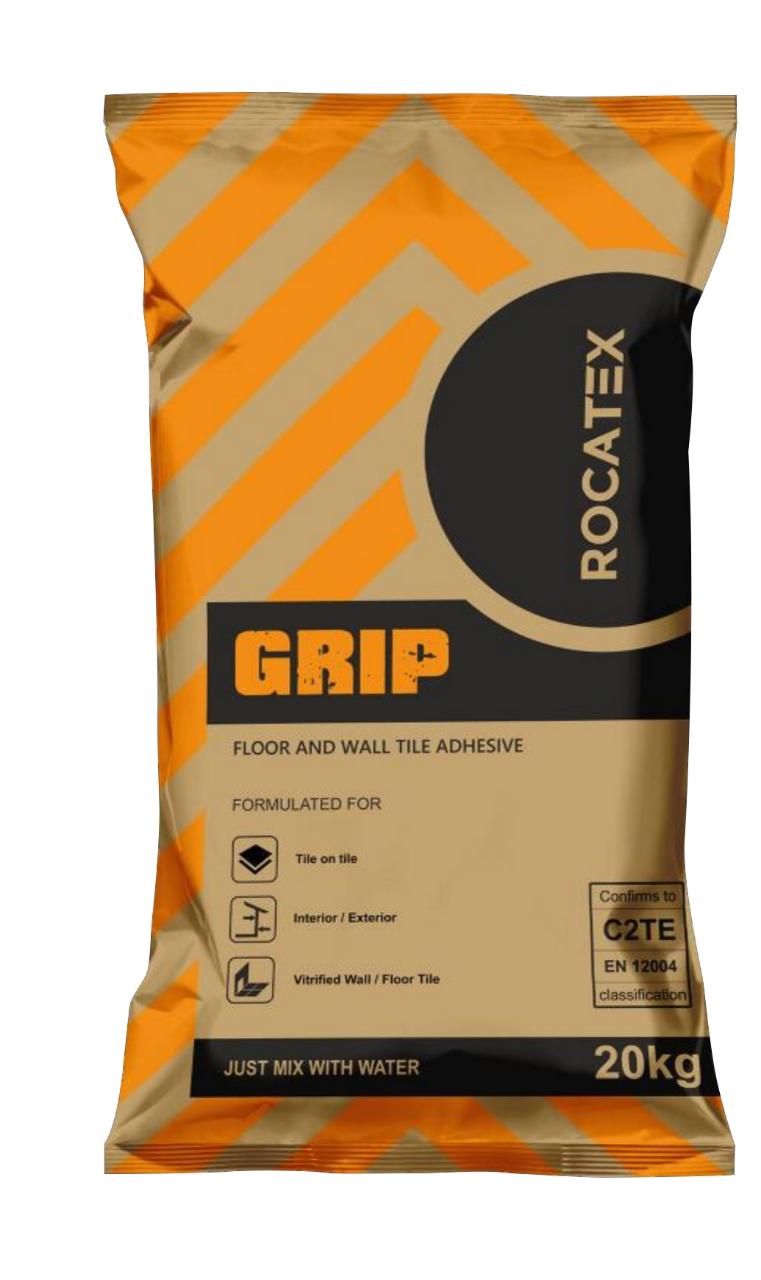 ROCATEX
GRIP
FLOOR AND WALL TILE ADHESIVE
FORMULATED FOR
Tile on tile
Interior / Exterior
Vitrified Wall / Floor Tile
Confirms to
C2TE
EN 12004
classification
JUST MIX WITH WATER
20kg